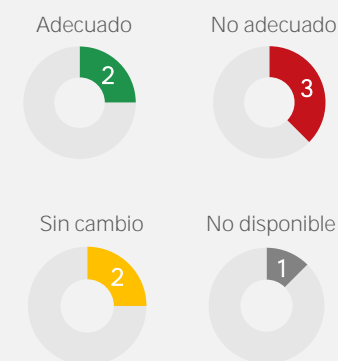 Adecuado
No adecuado
2
3
Sin cambio
No disponible
2
1